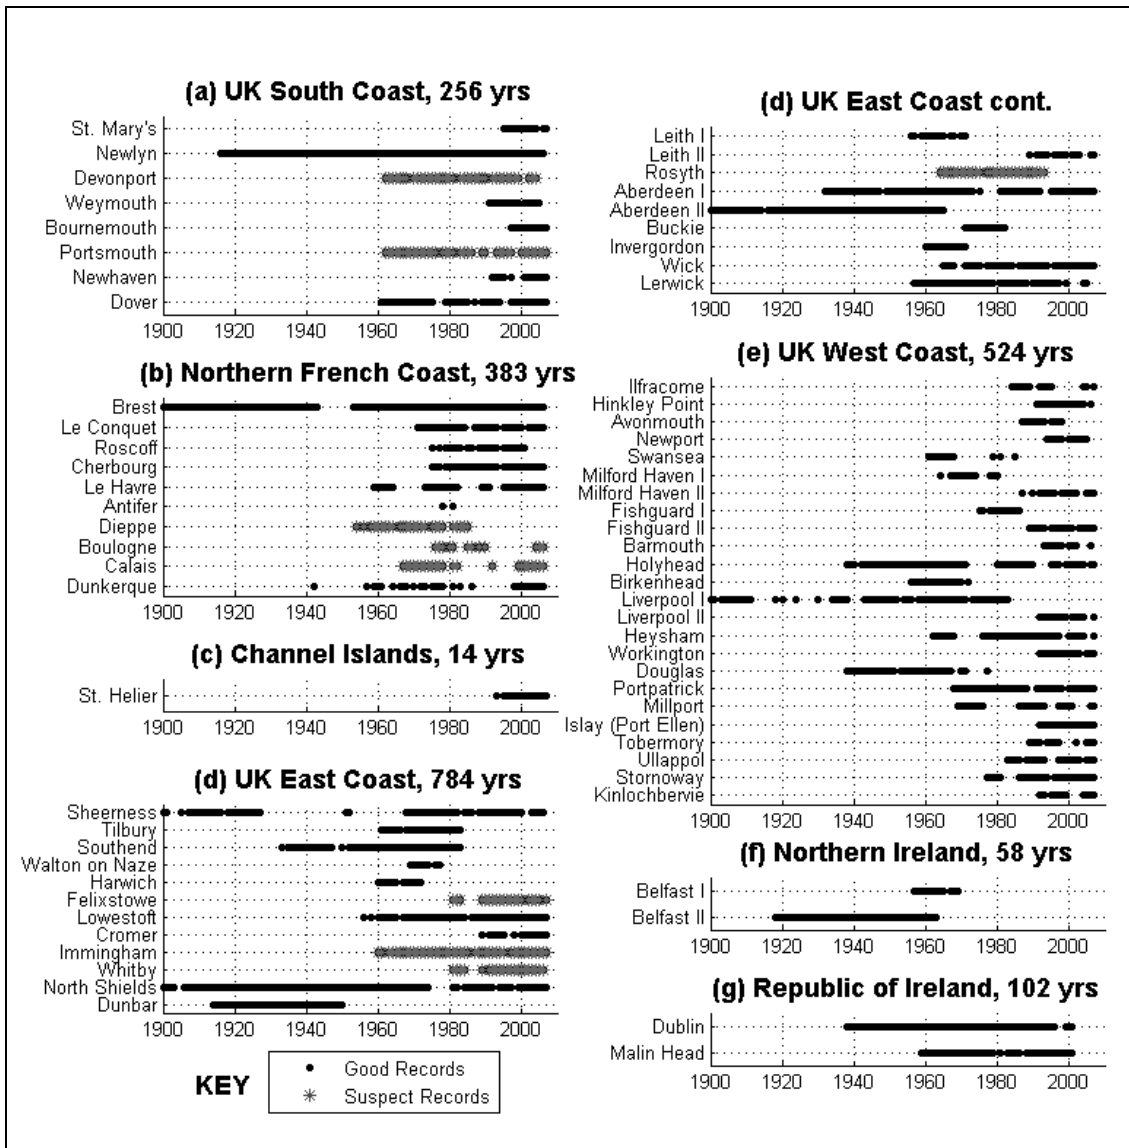 (a) UK South Coast, 256 yrs
St. Mary's
Newlyn
Devonport
Weymouth
Bournemouth
Portsmouth
Newhaven
Dover
1900 1920 1940 1960 1980 2000
(b) Northern French Coast, 383 yrs
Brest
Le Conquet
Roscoff
Cherbourg
Le Havre
Antifer
Dieppe
Boulogne
Calais
Dunkerque
1900 1920 1940 1960 1980 2000
(c) Channel Islands, 14 yrs
St. Helier
1900 1920 1940 1960 1980 2000
(d) UK East Coast, 784 yrs
Sheerness
Tilbury
Southend
Walton on Naze
Harwich
Felixstowe
Lowestoft
Cromer
Immingham
Whitby
North Shields
Dunbar
1900 1920 1940 1960 1980 2000
KEY
Good Records
Suspect Records
(d) UK East Coast cont.
Leith I
Leith II
Rosyth
Aberdeen I
Aberdeen II
Buckie
Invergordon
Wick
Lerwick
1900 1920 1940 1960 1980 2000
(e) UK West Coast, 524 yrs
Ilfracome
Hinkley Point
Avonmouth
Newport
Swansea
Milford Haven I
Milford Haven II
Fishguard I
Fishguard II
Barmouth
Holyhead
Birkenhead
Liverpool I
Liverpool II
Heysham
Workington
Douglas
Portpatrick
Millport
Islay (Port Ellen)
Tobermory
Ullappol
Stornoway
Kinlochbervie
1900 1920 1940 1960 1980 2000
(f) Northern Ireland, 58 yrs
Belfast I
Belfast II
1900 1920 1940 1960 1980 2000
(g) Republic of Ireland, 102 yrs
Dublin
Malin Head
1900 1920 1940 1960 1980 2000